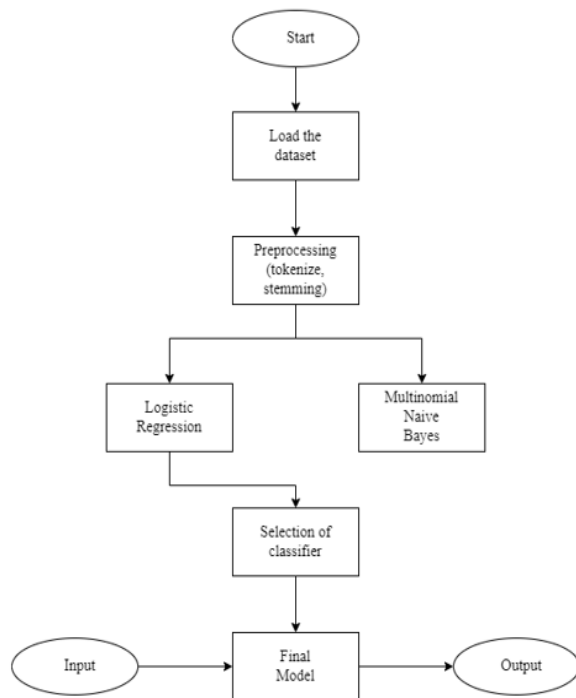 Start
Load the
dataset
Preprocessing
(tokenize,
stemming)
Logistic
Regression
Multinomial
Naive
Bayes
Selection of
classifier
Input
Final
Model
Output